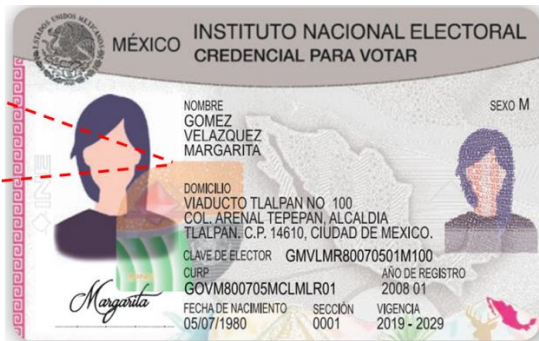 MÉXICO
INSTITUTO NACIONAL ELECTORAL
CREDENCIAL PARA VOTAR
NOMBRE
SEXO M
GOMEZ
VELAZQUEZ
MARGARITA
DOMICILIO
VIADUCTO TLALPAN NO 100
COL. ARENAL TEPEPAN, ALCALDIA
TLALPAN. C.P. 14610, CIUDAD DE MEXICO.
CLAVE DE ELECTOR GMVLMR80070501M100
CURP
AÑO DE REGISTRO
GOVM800705MCLMLR01
2008 01
FECHA DE NACIMIENTO
SECCIÓN
VIGENCIA
05/07/1980
0001
2019 - 2029
Margarita
INE